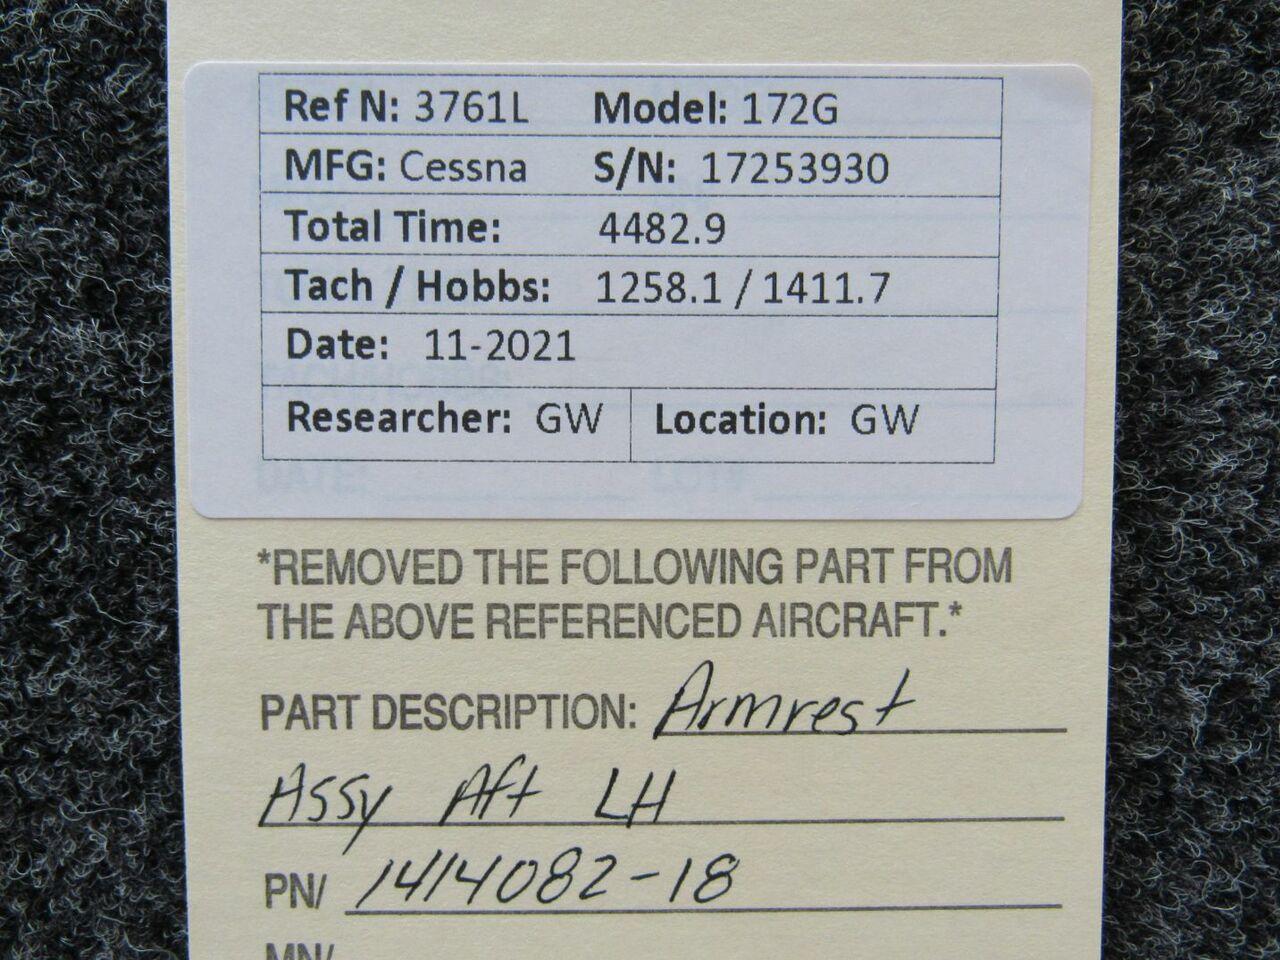 Ref N: 3761L Model: 172G
MFG: Cessna S/N: 17253930
Total Time: 4482.9
Tach / Hobbs: 1258.1 / 1411.7
Date: 11-2021
Researcher: GW Location: GW
*REMOVED THE FOLLOWING PART FROM
THE ABOVE REFERENCED AIRCRAFT.*
PART DESCRIPTION: Armrest
Assy Aft LH
PN/ 1414082-18
MN/